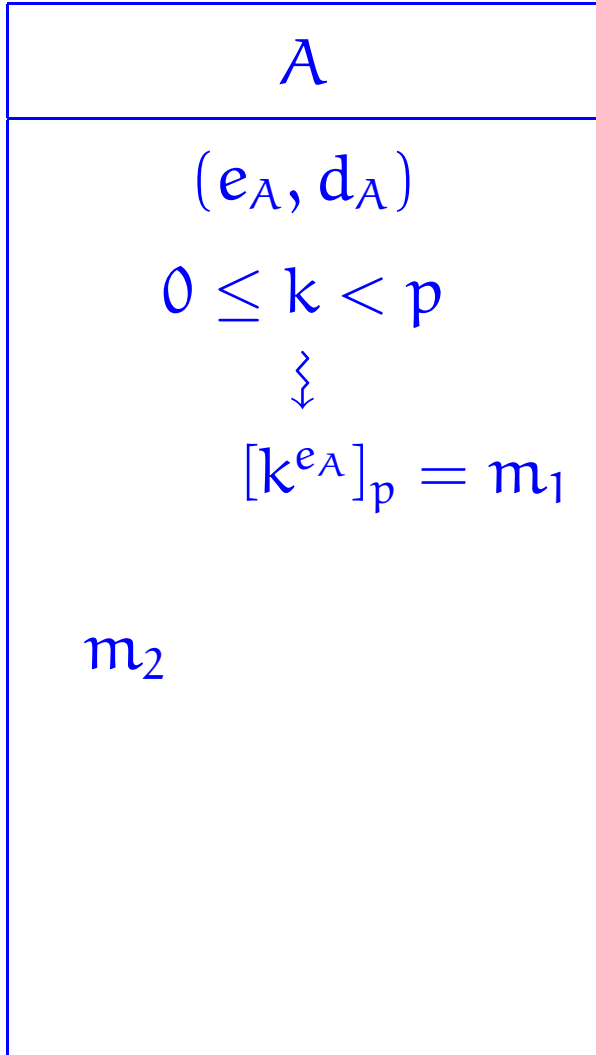 A
(e_A, d_A)
0 ≤ k < p
[k^{e_A}]_p = m_1
m_2